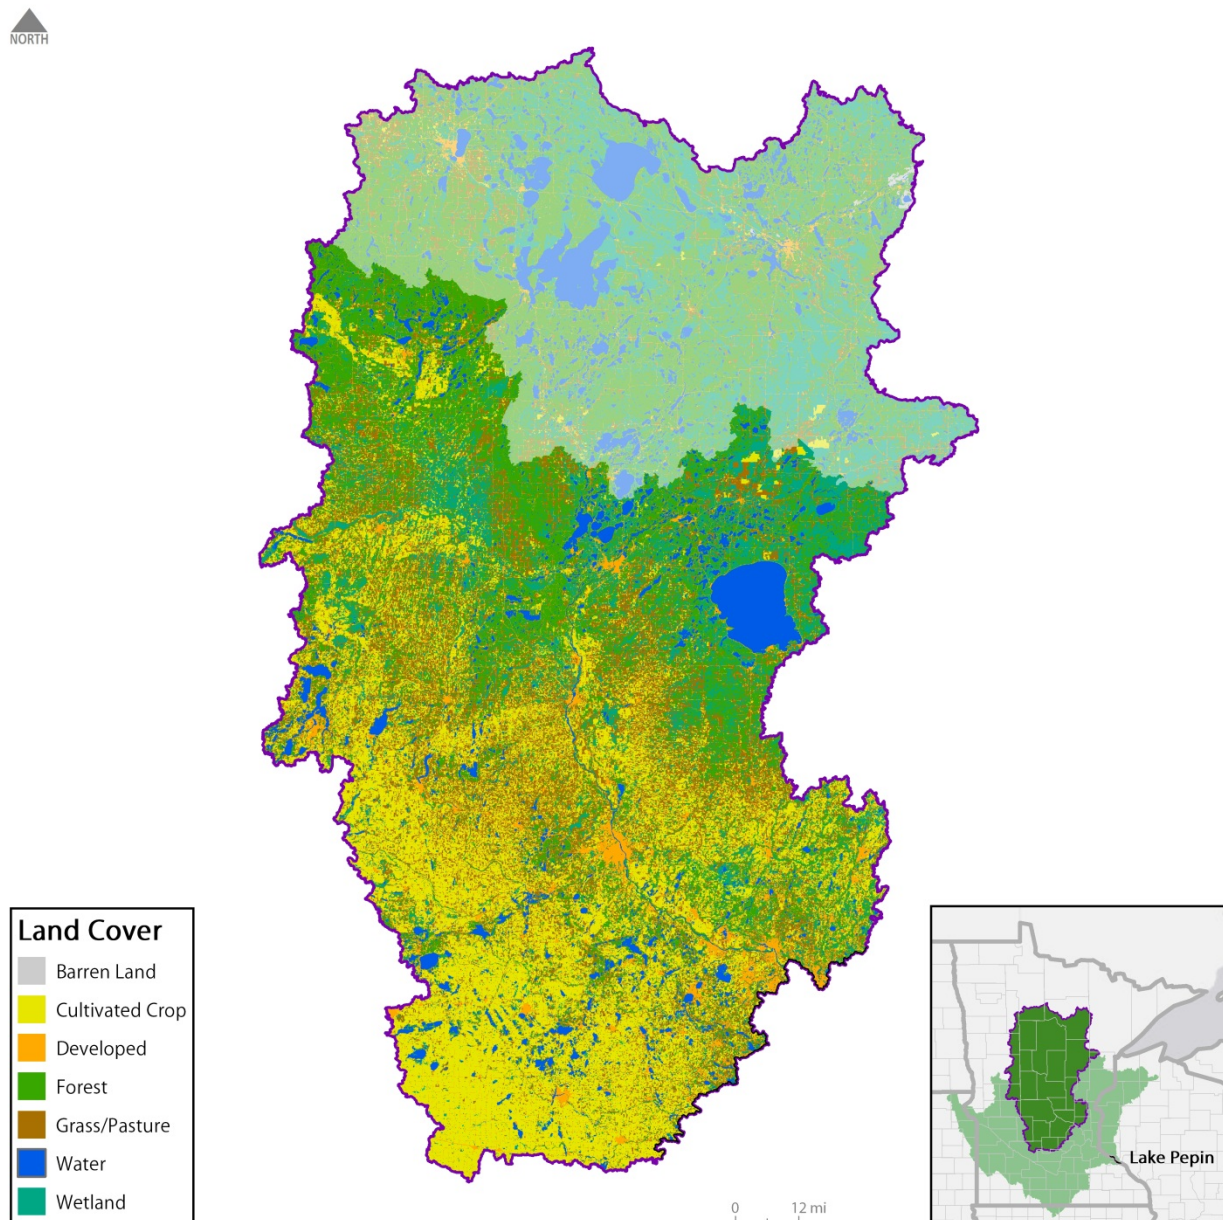 NORTH
Land Cover
Barren Land
Cultivated Crop
Developed
Forest
Grass/Pasture
Water
Wetland
0 12 mi
Lake Pepin